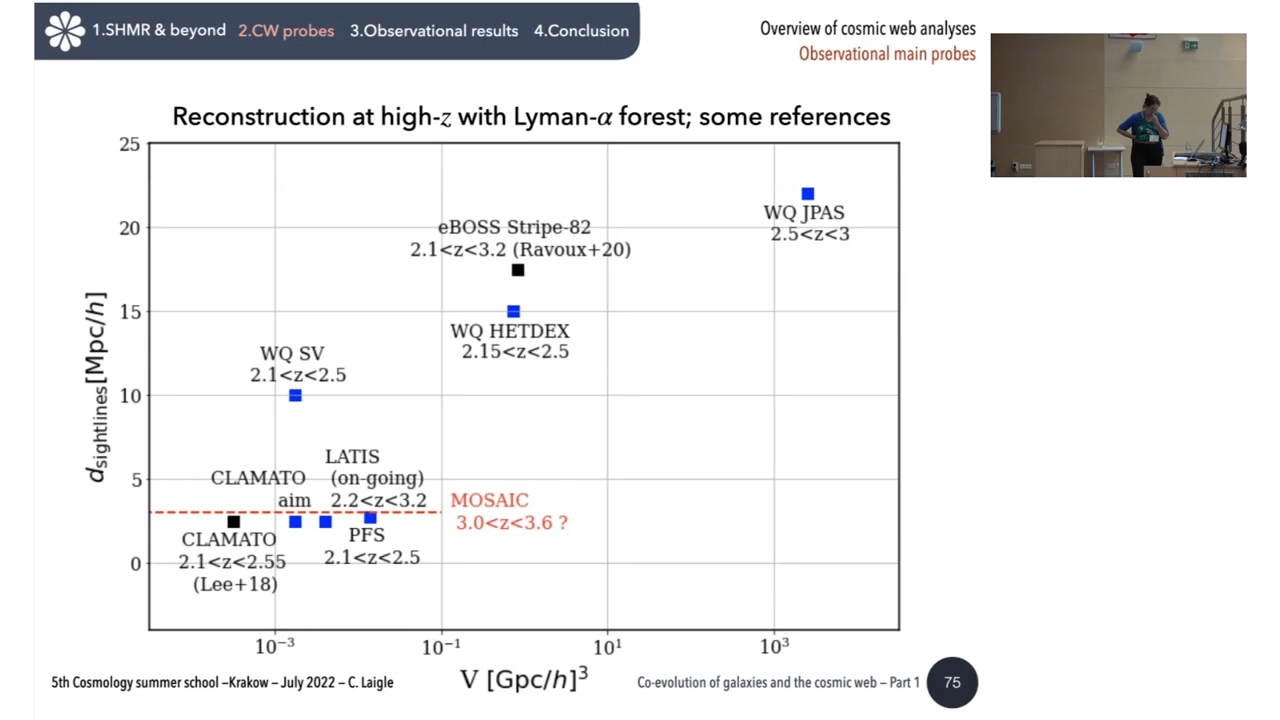 1.SHMR & beyond 2.CW probes 3.Observational results 4.Conclusion
Overview of cosmic web analyses
Observational main probes
Reconstruction at high-z with Lyman-α forest; some references
25
20
15
10
5
0
d_sightlines[Mpc/h]
WQ JPAS
2.5<z<3
eBOSS Stripe-82
2.1<z<3.2 (Ravoux+20)
WQ HETDEX
2.15<z<2.5
WQ SV
2.1<z<2.5
LATIS
(on-going)
2.2<z<3.2
CLAMATO
aim
MOSAIC
3.0<z<3.6 ?
CLAMATO
2.1<z<2.55
(Lee+18)
PFS
2.1<z<2.5
10⁻³
10⁻¹
10¹
10³
V [Gpc/h]³
5th Cosmology summer school –Krakow – July 2022 – C. Laigle
Co-evolution of galaxies and the cosmic web – Part 1
75